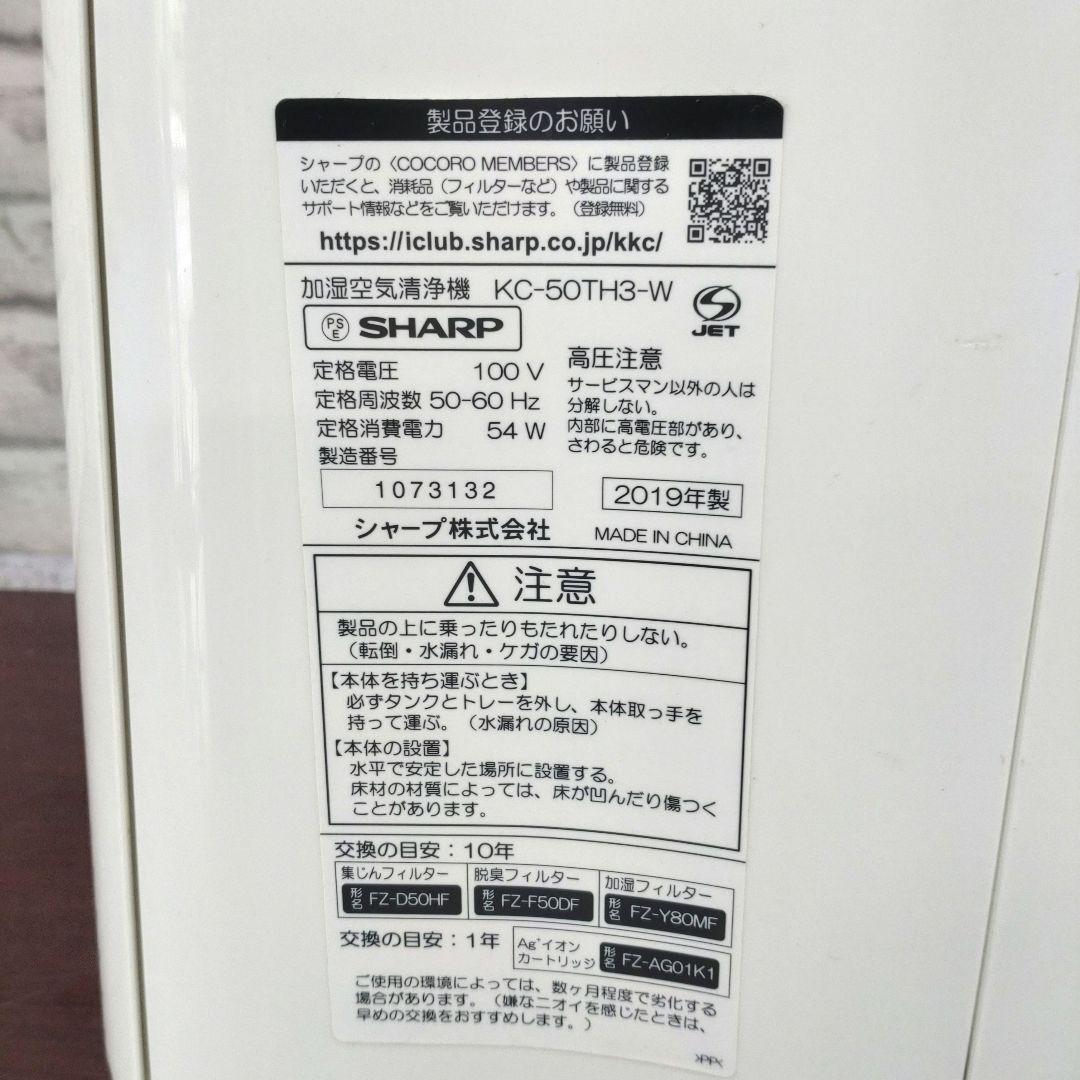 製品登録のお願い
シャープの〈COCORO MEMBERS〉に製品登録
いただくと、消耗品（フィルターなど）や製品に関する
サポート情報などをご覧いただけます。（登録無料）
https://iclub.sharp.co.jp/kkc/
加湿空気清浄機 KC-50TH3-W
PS
E
SHARP
JET
定格電圧 100 V
定格周波数 50-60 Hz
定格消費電力 54 W
製造番号
1073132
高圧注意
サービスマン以外の人は
分解しない。
内部に高電圧部があり、
さわると危険です。
2019年製
シャープ株式会社
MADE IN CHINA
注意
製品の上に乗ったりもたれたりしない。
（転倒・水漏れ・ケガの要因）
【本体を持ち運ぶとき】
必ずタンクとトレーを外し、本体取っ手を
持って運ぶ。（水漏れの原因）
【本体の設置】
水平で安定した場所に設置する。
床材の材質によっては、床が凹んだり傷つく
ことがあります。
交換の目安：10年
集じんフィルター
形名 FZ-D50HF
脱臭フィルター
形名 FZ-F50DF
加湿フィルター
形名 FZ-Y80MF
交換の目安：1年
Ag⁺イオン
カートリッジ
形名 FZ-AG01K1
ご使用の環境によっては、数ヶ月程度で劣化する
場合があります。（嫌なニオイを感じたときは、
早めの交換をおすすめします。）
>PP<